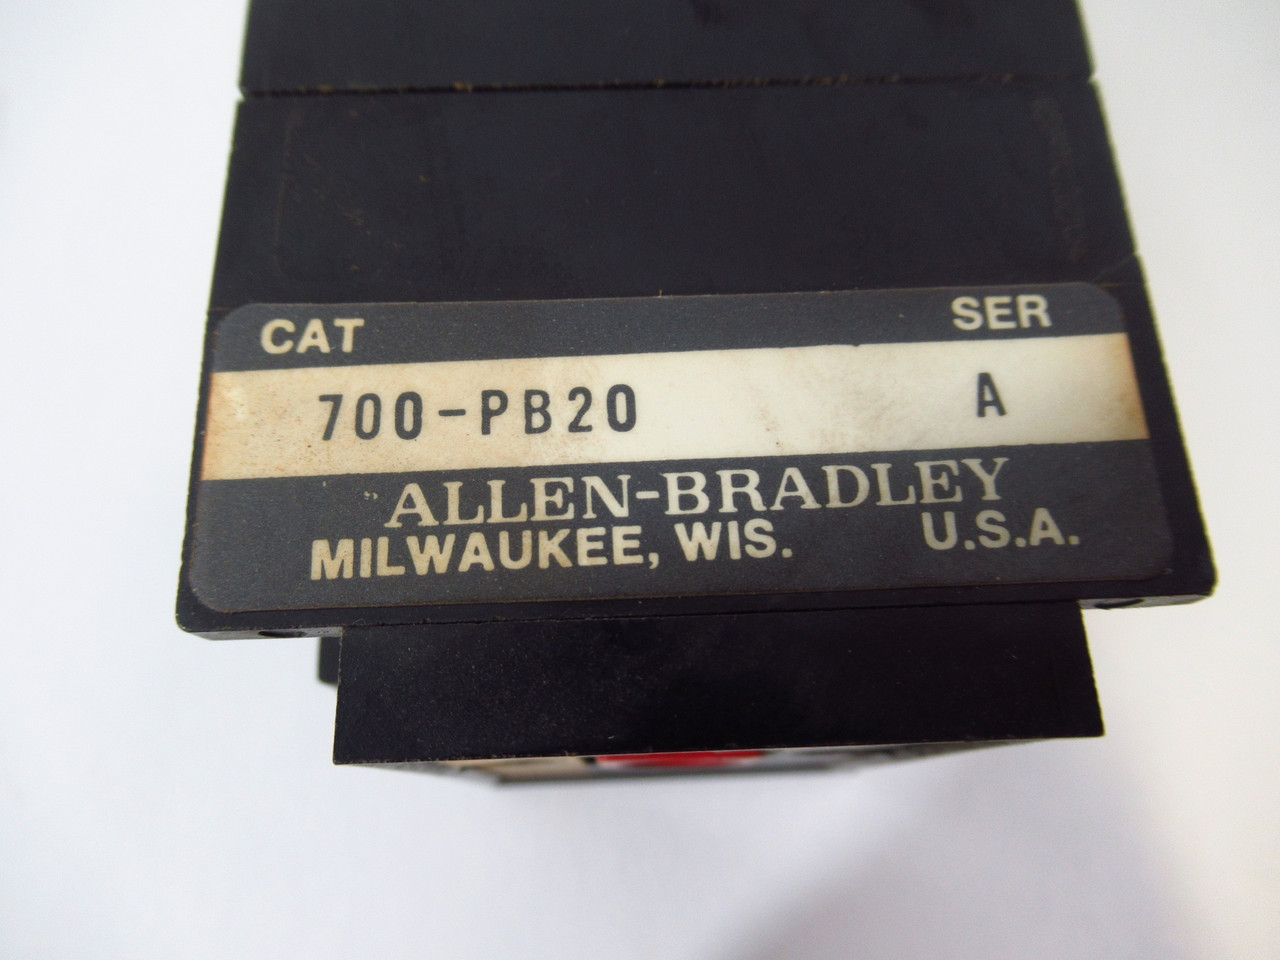 CAT SER
700-PB20 A
ALLEN-BRADLEY
MILWAUKEE, WIS. U.S.A.